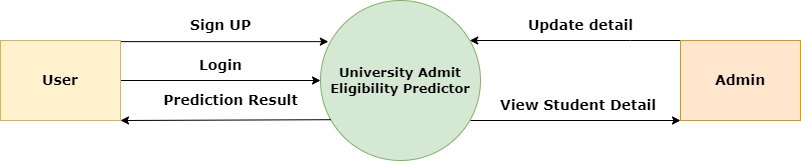 Sign UP
Update detail
Login
User
University Admit
Eligibility Predictor
Admin
Prediction Result
View Student Detail